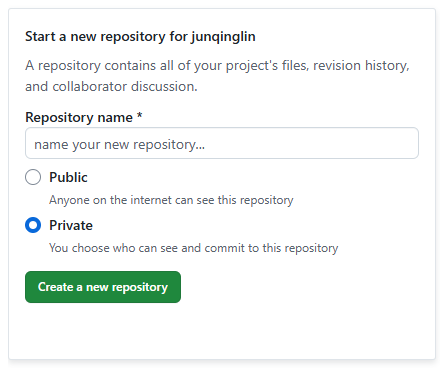 Start a new repository for junqinglin
A repository contains all of your project's files, revision history,
and collaborator discussion.
Repository name *
name your new repository...
Public
Anyone on the internet can see this repository
Private
You choose who can see and commit to this repository
Create a new repository